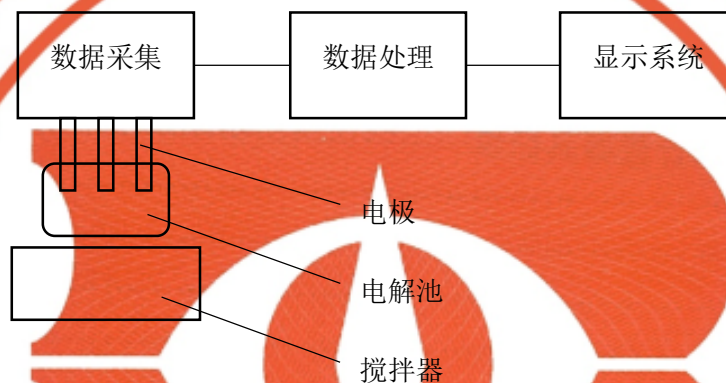 数据采集
数据处理
显示系统
电极
电解池
搅拌器